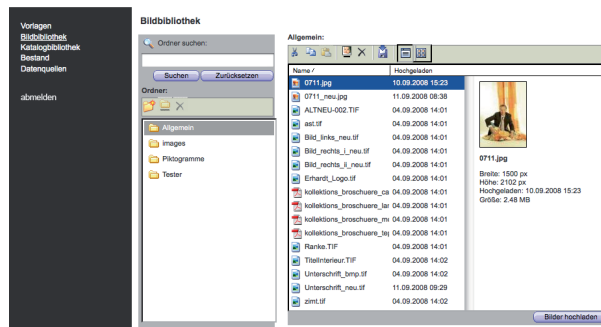 Vorlagen
Bildbibliothek
Katalogbibliothek
Bestand
Datenquellen
abmelden
Bildbibliothek
Ordner suchen:
Suchen
Zurücksetzen
Ordner:
Allgemein
images
Piktogramme
Tester
Allgemein:
Name
Hochgeladen
0711.jpg 10.09.2008 15:23
0711_neu.jpg 11.09.2008 08:38
ALTNEU-002.TIF 04.09.2008 14:01
ast.tif 04.09.2008 14:01
Bild_links_neu.tif 04.09.2008 14:01
Bild_rechts_i_neu.tif 04.09.2008 14:01
Bild_rechts_ii_neu.tif 04.09.2008 14:01
Erhardt_Logo.tif 04.09.2008 14:01
kollektions_broschuere_ca 04.09.2008 14:01
kollektions_broschuere_lar 04.09.2008 14:01
kollektions_broschuere_mo 04.09.2008 14:01
kollektions_broschuere_tep 04.09.2008 14:01
Ranke.TIF 04.09.2008 14:01
TitelInterieur.TIF 04.09.2008 14:02
Unterschrift_bmp.tif 04.09.2008 14:02
Unterschrift_neu.tif 11.09.2008 09:29
zimt.tif 04.09.2008 14:02
0711.jpg
Breite: 1500 px
Höhe: 2102 px
Hochgeladen: 10.09.2008 15:23
Größe: 2.48 MB
Bilder hochladen